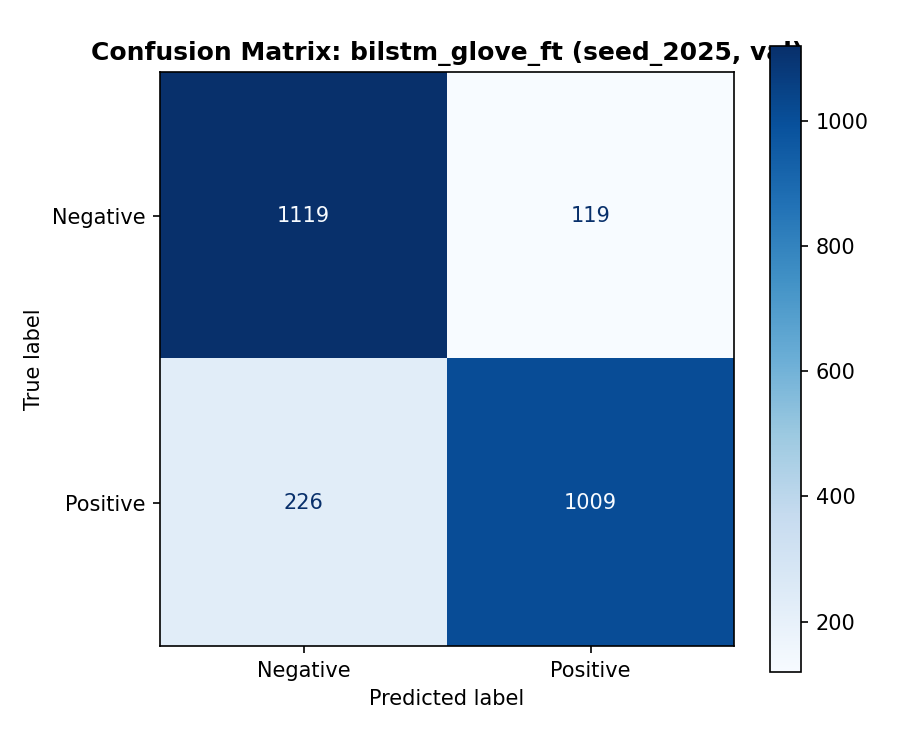 Confusion Matrix: bilstm_glove_ft (seed_2025, val)
1000
800
600
400
200
True label
Negative
1119
119
Positive
226
1009
Negative
Positive
Predicted label